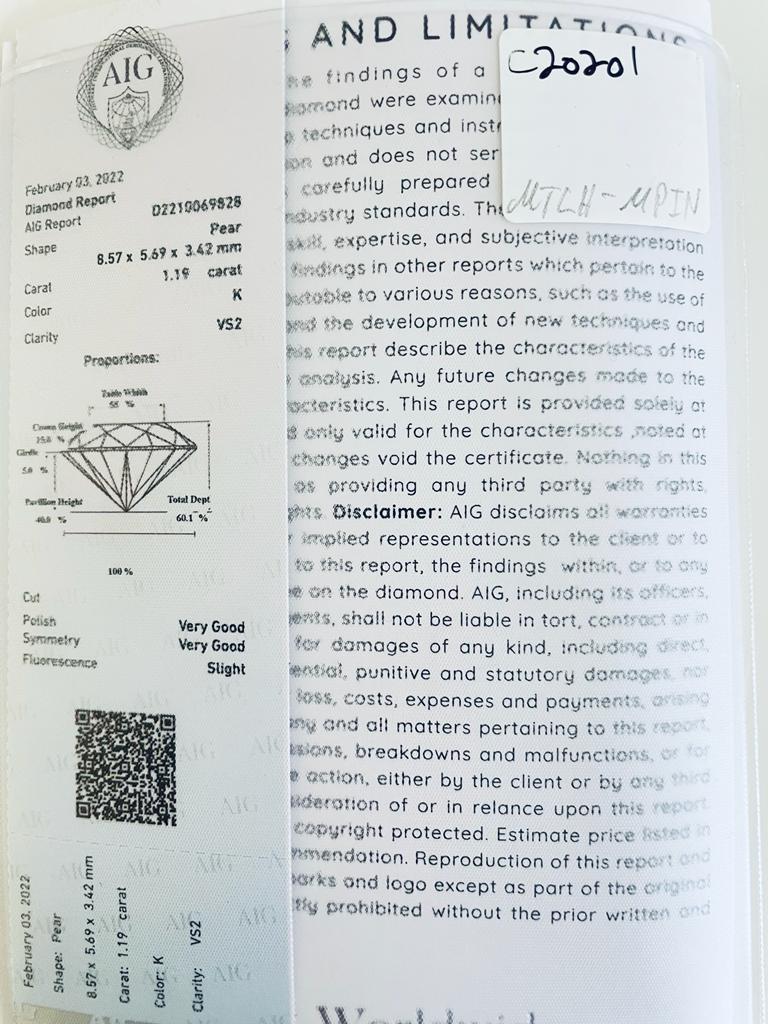 AIG
February 03, 2022
Diamond Report
AIG Report D2210069828
Shape Pear
8.57 x 5.69 x 3.42 mm
Carat 1.19 carat
Color K
Clarity VS2
Proportions:
Table Width
55 %
Crown Height
%
Girdle
5.0 %
Pavilion Height
%
Total Dept
60.1 %
100 %
Cut
Polish Very Good
Symmetry Very Good
Fluorescence Slight
February 03, 2022
Shape: Pear
8.57 x 5.69 x 3.42 mm
Carat: 1.19 carat
Color: K
Clarity: VS2
AND LIMITATIONS
findings of a
were
techniques and
and does not
carefully prepared
industry standards.
skill, expertise, and subjective interpretation
findings in other reports which pertain to the
to various reasons, such as the use of
and the development of new techniques and
this report describe the characteristics of the
analysis. Any future changes made to the
This report is provided solely at
only valid for the characteristics ,noted at
changes void the certificate. Nothing in this
as providing any third party with rights,
Disclaimer: AIG disclaims all warranties
implied representations to the client or to
to this report, the findings within, or to any
on the diamond. AIG, including its officers,
shall not be liable in tort, contract or in
for damages of any kind, including direct,
punitive and statutory damages, nor
loss, costs, expenses and payments, arising
and all matters pertaining to this report,
breakdowns and malfunctions, or for
action, either by the client or by any third
of or in relance upon this report
copyright protected. Estimate price listed in
Reproduction of this report and
and logo except as part of the original
prohibited without the prior written and
C20201
MTCH-MPIN